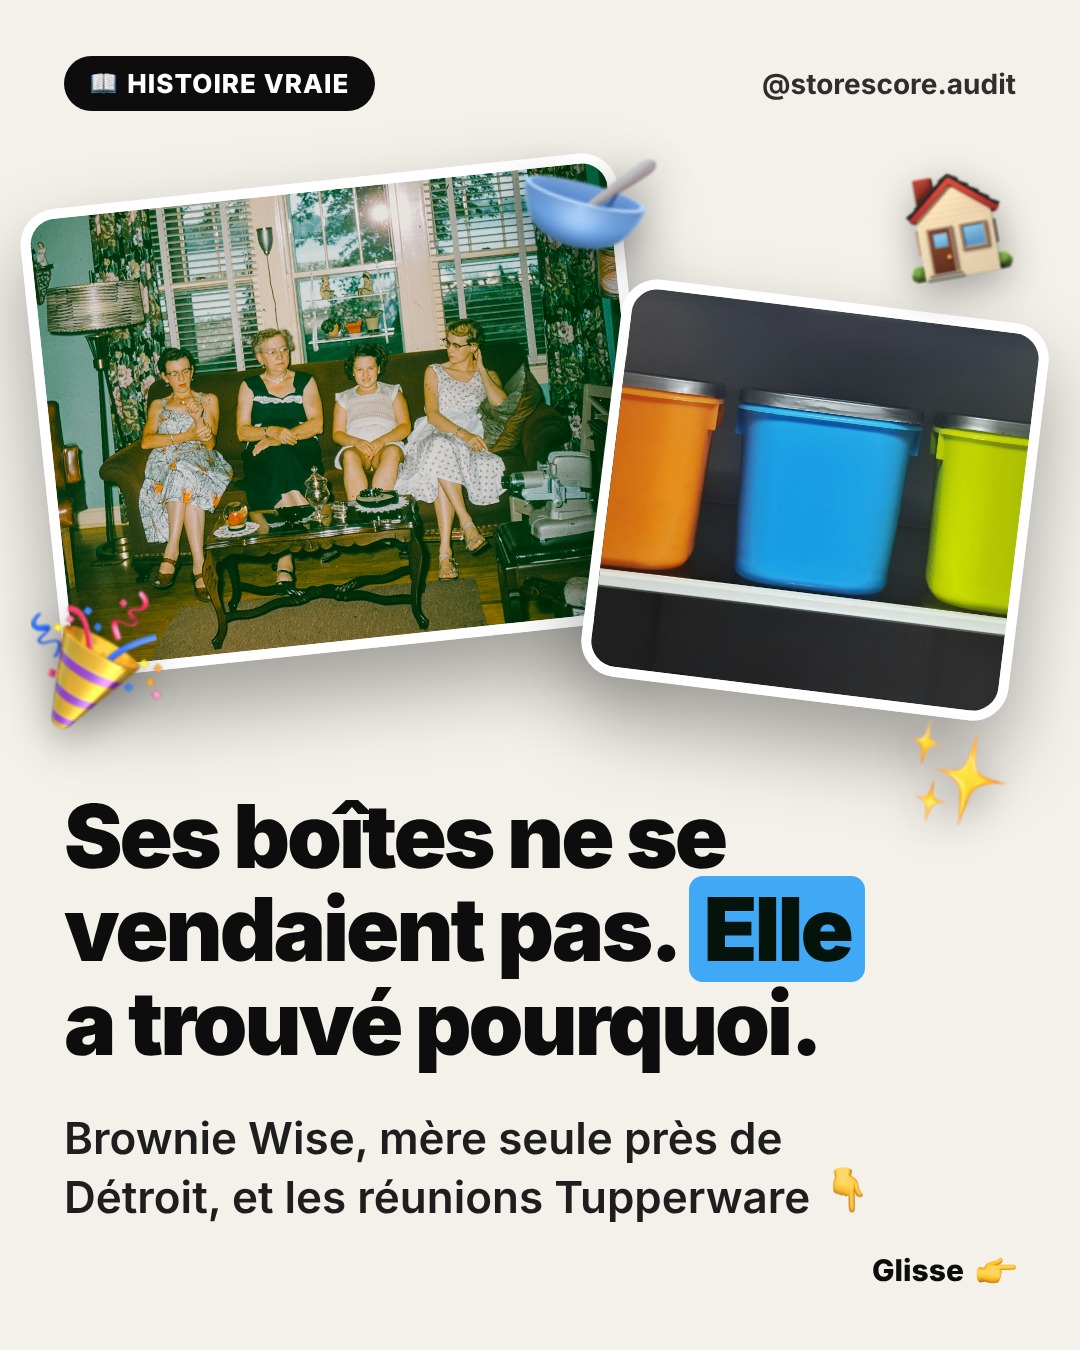 📖 HISTOIRE VRAIE
@storescore.audit
Ses boîtes ne se
vendaient pas. Elle
a trouvé pourquoi.
Brownie Wise, mère seule près de
Détroit, et les réunions Tupperware 👇
Glisse 👉